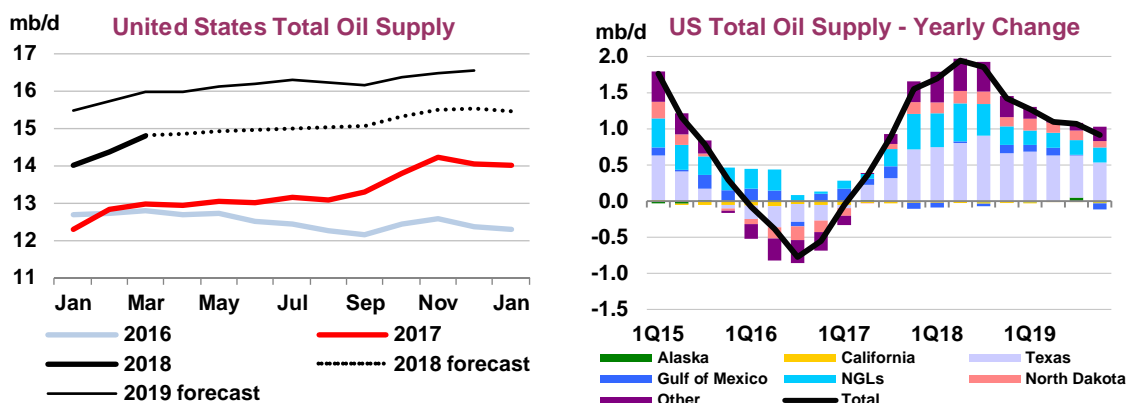 mb/d
United States Total Oil Supply
17
16
15
14
13
12
11
Jan Mar May Jul Sep Nov Jan
2016 2017
2018 2018 forecast
2019 forecast
mb/d
US Total Oil Supply - Yearly Change
2.0
1.5
1.0
0.5
0.0
-0.5
-1.0
-1.5
1Q15 1Q16 1Q17 1Q18 1Q19
Alaska California Texas
Gulf of Mexico NGLs North Dakota
Other Total